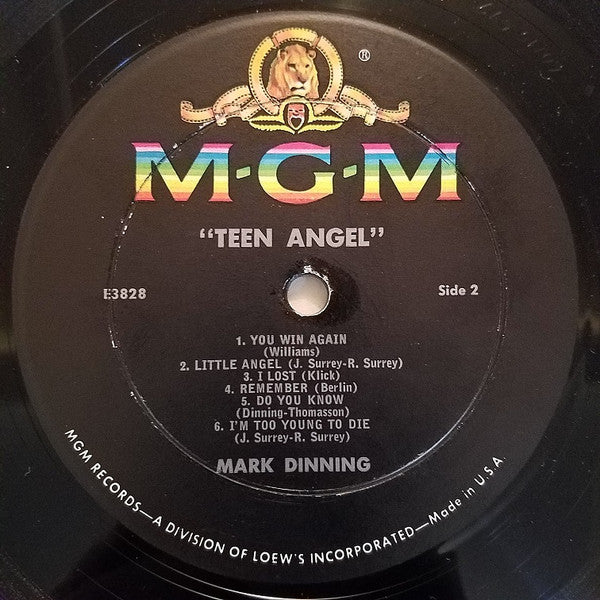 ®
M-G-M
"TEEN ANGEL"
E3828
Side 2
1. YOU WIN AGAIN
(Williams)
2. LITTLE ANGEL (J. Surrey-R. Surrey)
3. I LOST (Klick)
4. REMEMBER (Berlin)
5. DO YOU KNOW
(Dinning-Thomasson)
6. I'M TOO YOUNG TO DIE
(J. Surrey-R. Surrey)
MARK DINNING
MGM RECORDS—A DIVISION OF LOEW'S INCORPORATED—Made in U.S.A.